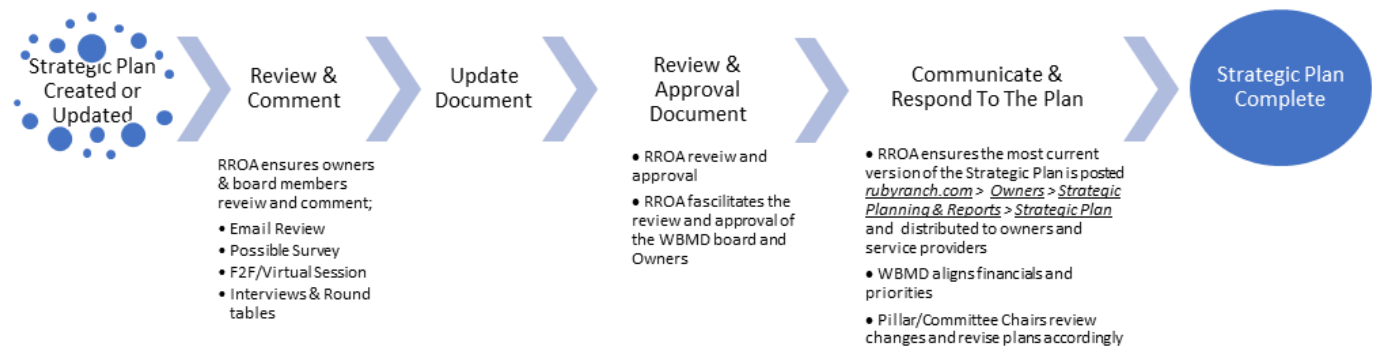 Strategic Plan
Created or
Updated
Review &
Comment
RROA ensures owners
& board members
reveiw and comment;
• Email Review
• Possible Survey
• F2F/Virtual Session
• Interviews & Round
tables
Update
Document
Review &
Approval
Document
• RROA reveiw and
approval
• RROA fascilitates the
review and approval of
the WBMD board and
Owners
Communicate &
Respond To The Plan
• RROA ensures the most current
version of the Strategic Plan is posted
rubyranch.com > Owners > Strategic
Planning & Reports > Strategic Plan
and distributed to owners and
service providers
• WBMD aligns financials and
priorities
• Pillar/Committee Chairs review
changes and revise plans accordingly
Strategic Plan
Complete